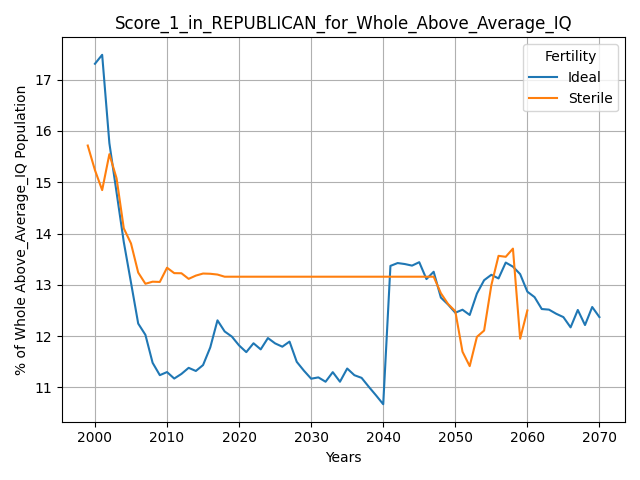 Score_1_in_REPUBLICAN_for_Whole_Above_Average_IQ
Fertility
Ideal
Sterile
% of Whole Above_Average_IQ Population
17
16
15
14
13
12
11
2000
2010
2020
2030
2040
2050
2060
2070
Years